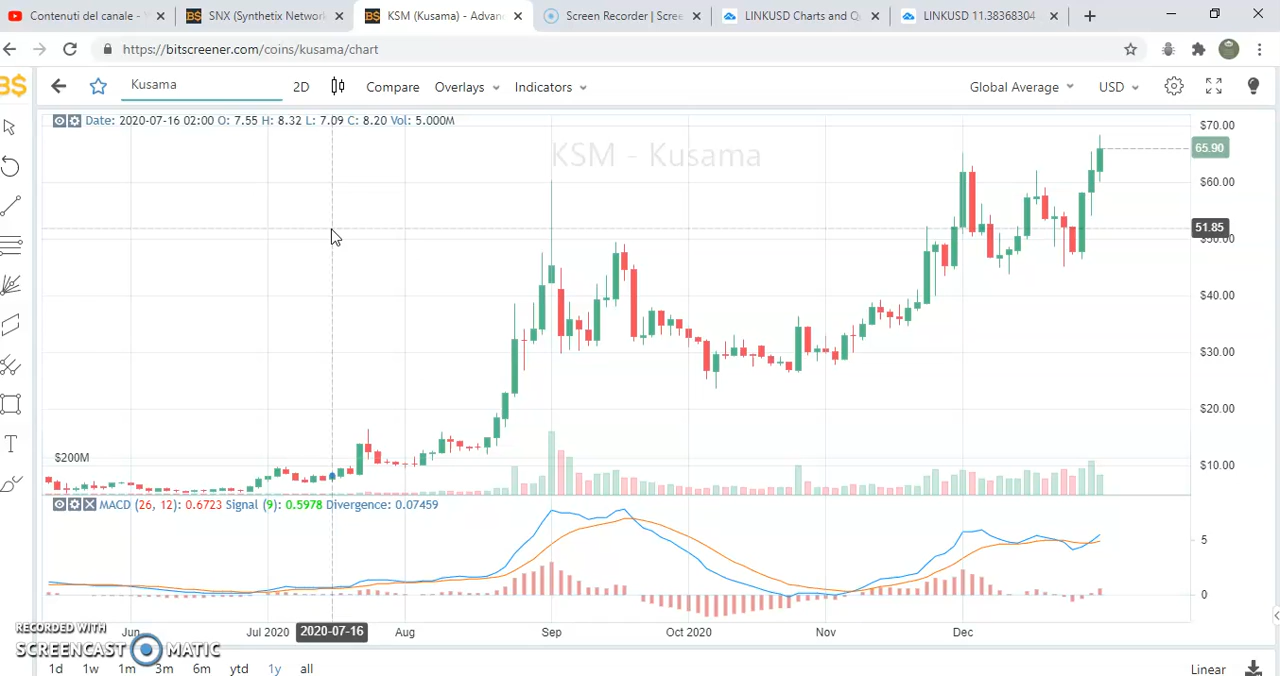 Contenuti del canale - Y
SNX (Synthetix Network
KSM (Kusama) - Advan
Screen Recorder | Scree
LINKUSD Charts and Qu
LINKUSD 11.38368304
https://bitscreener.com/coins/kusama/chart
B$
Kusama
2D
Compare
Overlays
Indicators
Global Average
USD
Date: 2020-07-16 02:00 O: 7.55 H: 8.32 L: 7.09 C: 8.20 Vol: 5.000M
KSM - Kusama
$70.00
65.90
$60.00
51.85
$50.00
$40.00
$30.00
$20.00
$10.00
$200M
T
MACD (26, 12): 0.6723 Signal (9): 0.5978 Divergence: 0.07459
5
0
Jun
Jul 2020
2020-07-16
Aug
Sep
Oct 2020
Nov
Dec
RECORDED WITH
SCREENCAST MATIC
1d
1w
1m
3m
6m
ytd
1y
all
Linear